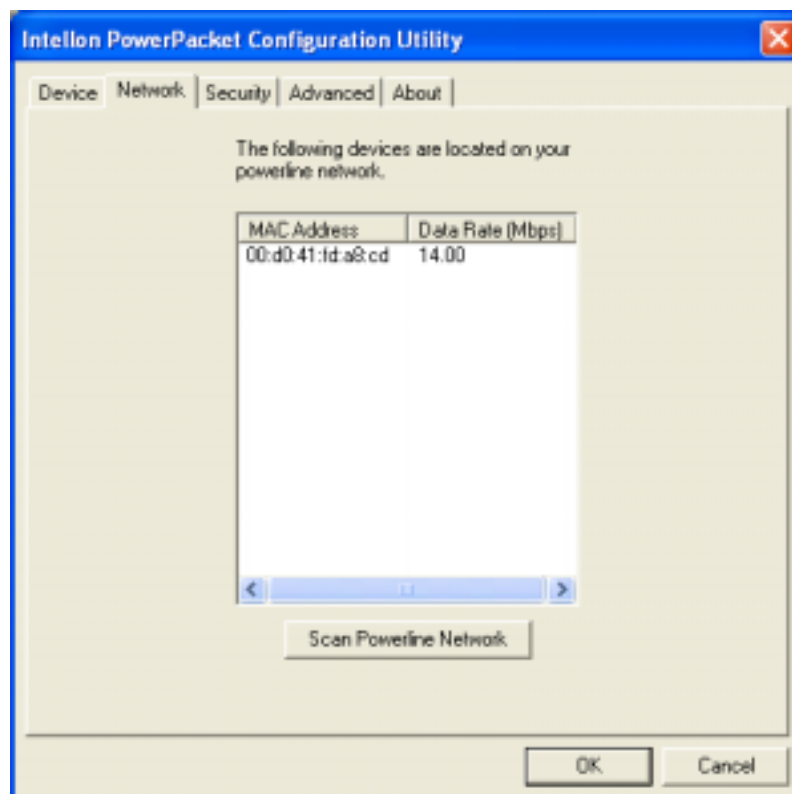 Intellon PowerPacket Configuration Utility
Device Network Security Advanced About
The following devices are located on your
powerline network.
MAC Address Data Rate (Mbps)
00:d0:41:fd:a8:cd 14.00
Scan Powerline Network
OK Cancel